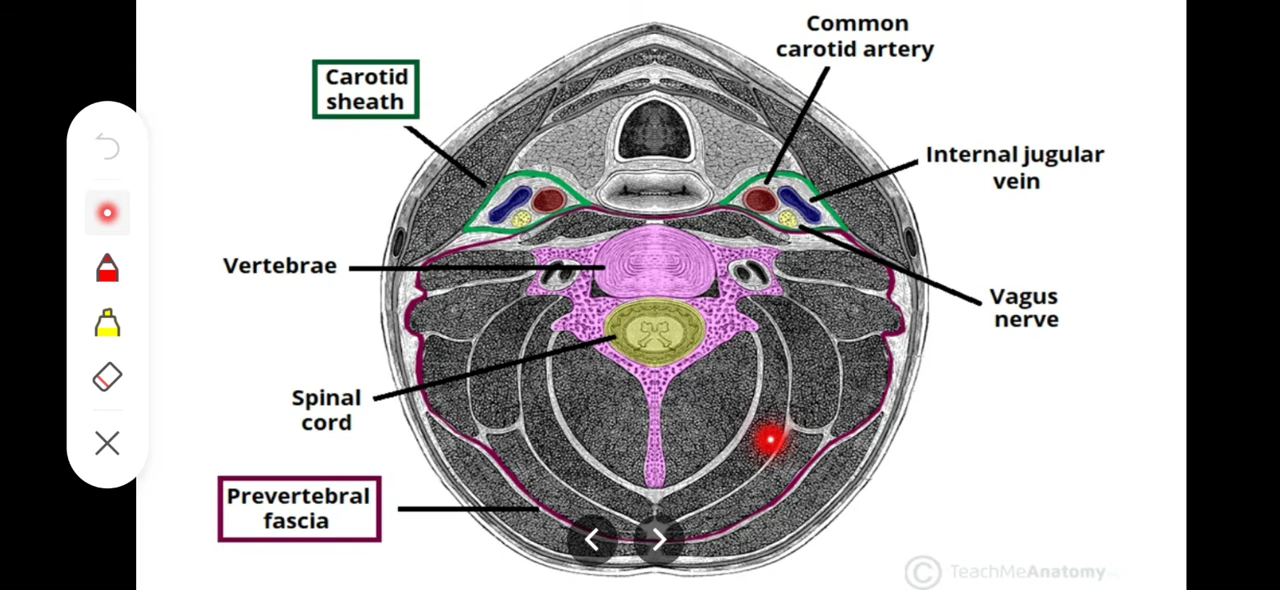 Common
carotid artery
Carotid
sheath
Internal jugular
vein
Vertebrae
Vagus
nerve
Spinal
cord
Prevertebral
fascia
© TeachMeAnatomy